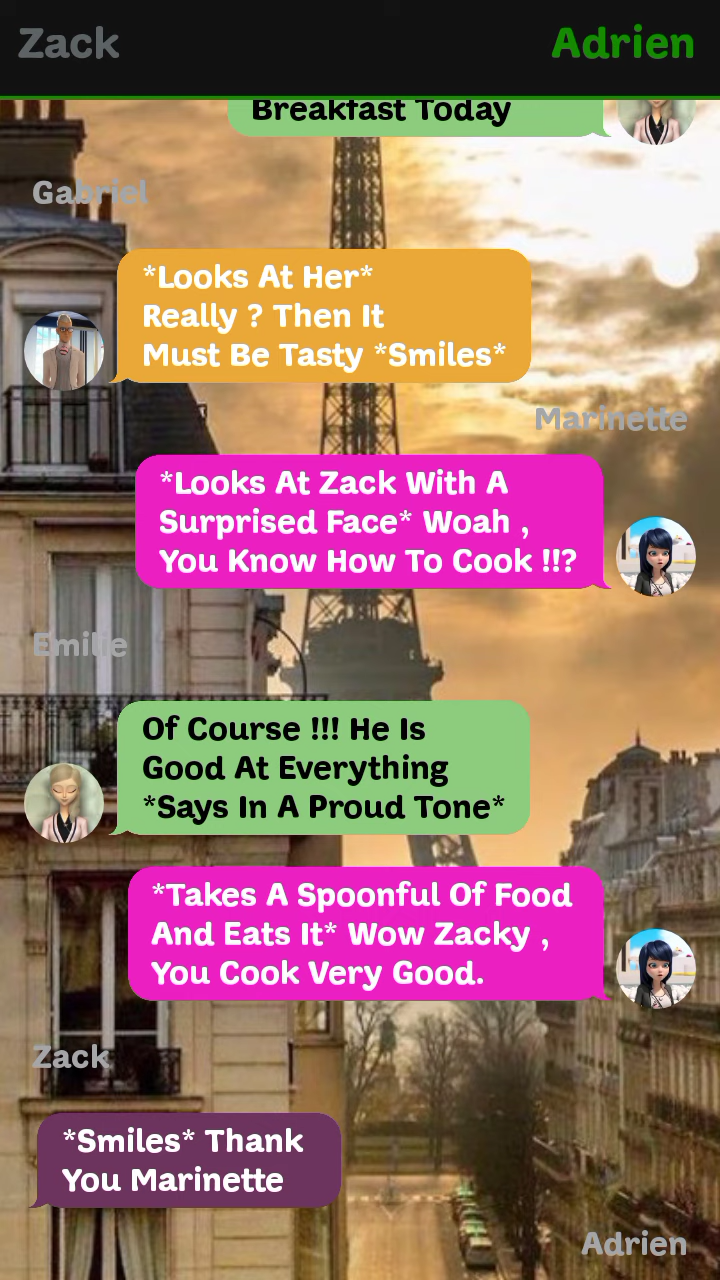 Zack
Adrien
Breakfast Today
Gabriel
*Looks At Her*
Really ? Then It
Must Be Tasty *Smiles*
Marinette
*Looks At Zack With A
Surprised Face* Woah ,
You Know How To Cook !!?
Emilie
Of Course !!! He Is
Good At Everything
*Says In A Proud Tone*
*Takes A Spoonful Of Food
And Eats It* Wow Zacky ,
You Cook Very Good.
Zack
*Smiles* Thank
You Marinette
Adrien